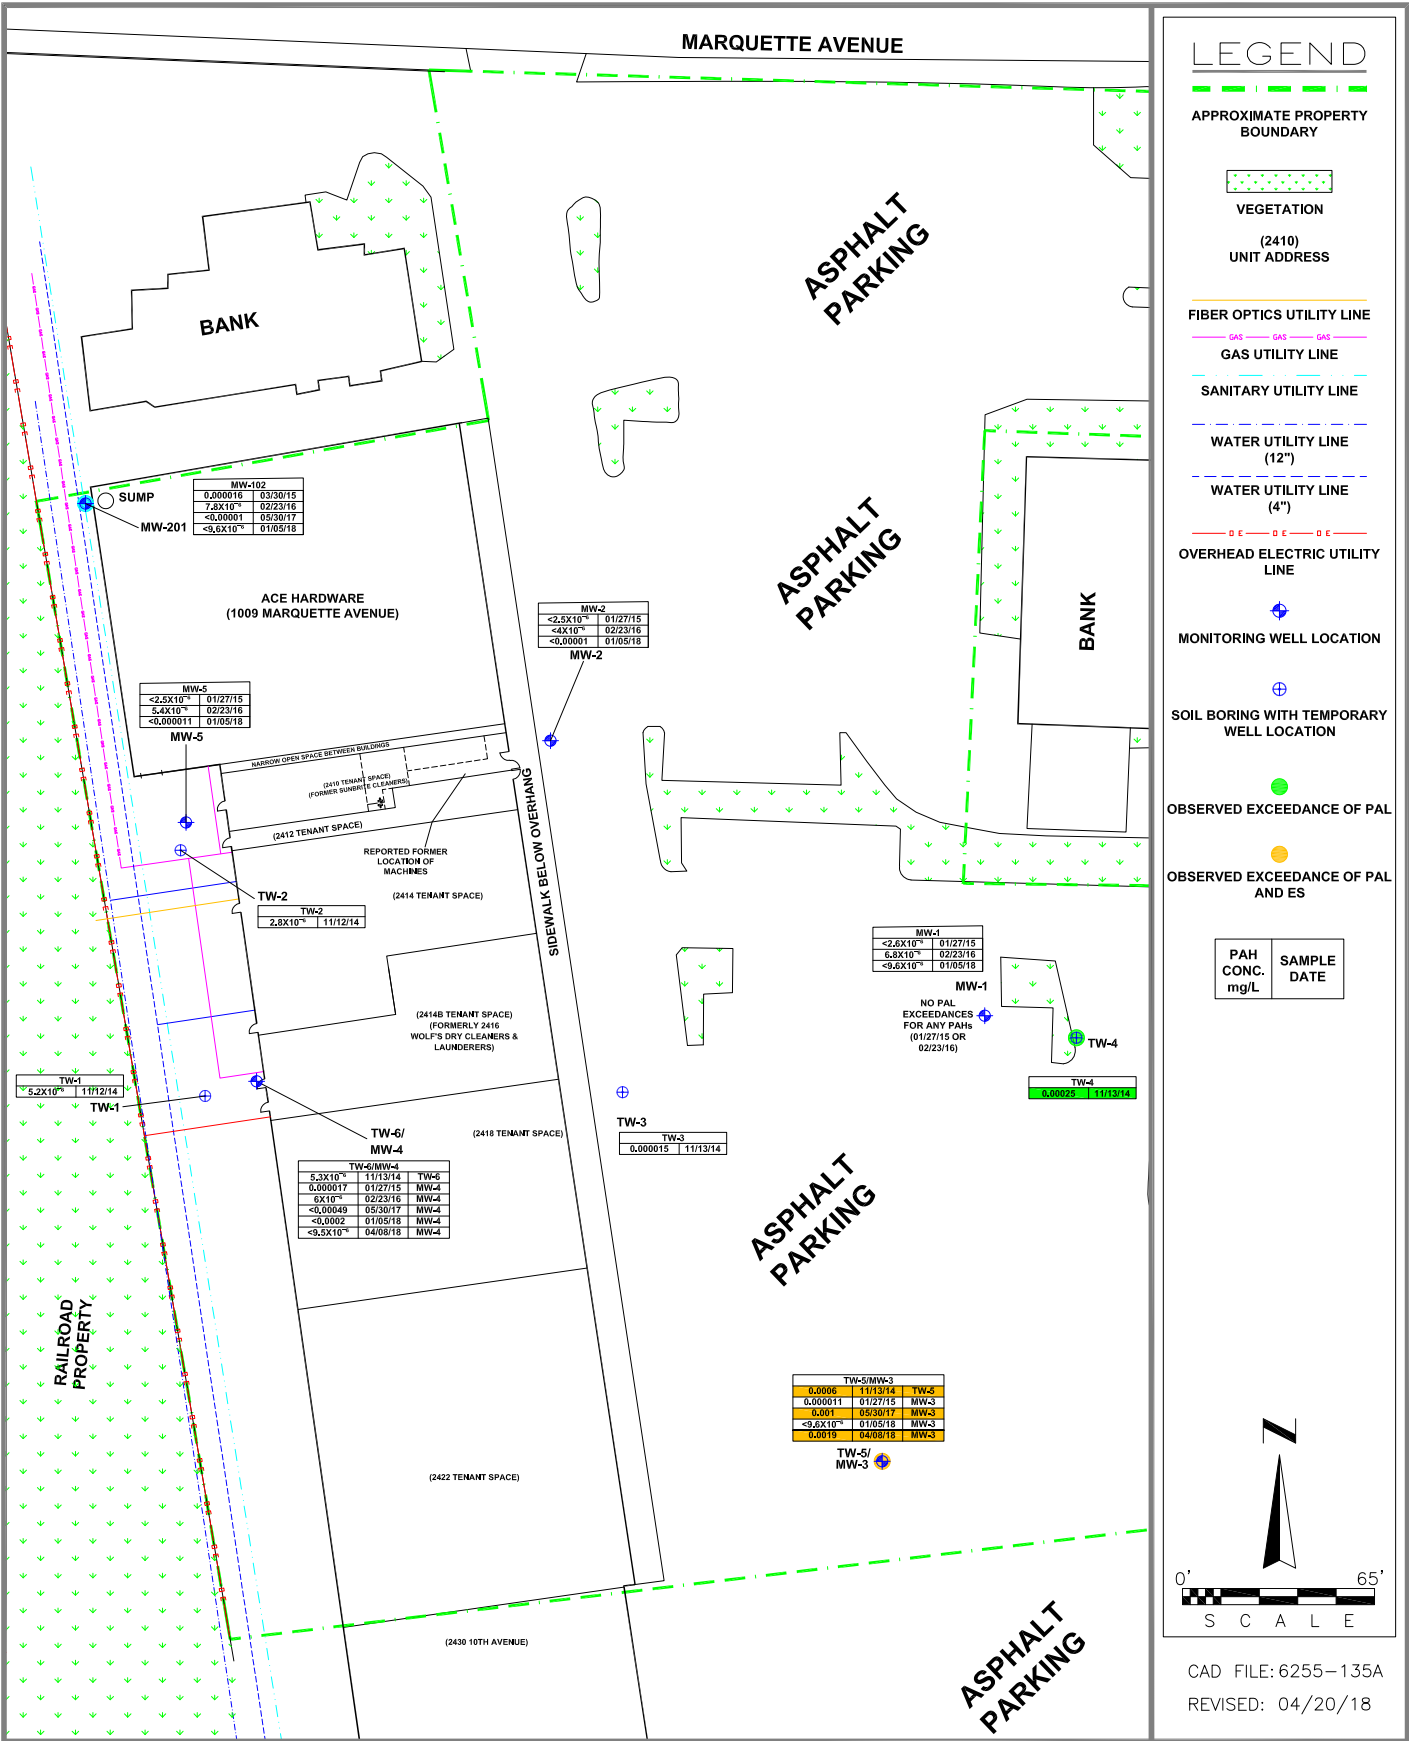 MARQUETTE AVENUE
ASPHALT
PARKING
BANK
SUMP
MW-201
MW-102
0.000016 03/30/15
7.8X10⁻⁶ 02/23/16
<0.00001 05/30/17
<9.6X10⁻⁶ 01/05/18
ACE HARDWARE
(1009 MARQUETTE AVENUE)
ASPHALT
PARKING
BANK
MW-2
<2.5X10⁻⁶ 01/27/15
<4X10⁻⁶ 02/23/16
<0.00001 01/05/18
MW-2
MW-5
<2.5X10⁻⁶ 01/27/15
5.4X10⁻⁶ 02/23/16
<0.000011 01/05/18
MW-5
NARROW OPEN SPACE BETWEEN BUILDINGS
(2410 TENANT SPACE)
(FORMER SUNBRITE CLEANERS)
(2412 TENANT SPACE)
REPORTED FORMER
LOCATION OF
MACHINES
SIDEWALK BELOW OVERHANG
(2414 TENANT SPACE)
TW-2
TW-2
2.8X10⁻⁶ 11/12/14
MW-1
<2.6X10⁻⁶ 01/27/15
6.8X10⁻⁶ 02/23/16
<9.6X10⁻⁶ 01/05/18
MW-1
NO PAL
EXCEEDANCES
FOR ANY PAHs
(01/27/15 OR
02/23/16)
TW-4
TW-4
0.00025 11/13/14
(2414B TENANT SPACE)
(FORMERLY 2416
WOLF'S DRY CLEANERS &
LAUNDERERS)
TW-1
5.2X10⁻⁶ 11/12/14
TW-1
TW-3
TW-3
0.000015 11/13/14
TW-6/
MW-4
(2418 TENANT SPACE)
TW-6/MW-4
5.3X10⁻⁶ 11/13/14 TW-6
0.000017 01/27/15 MW-4
6X10⁻⁶ 02/23/16 MW-4
<0.00049 05/30/17 MW-4
<0.0002 01/05/18 MW-4
<9.5X10⁻⁶ 04/08/18 MW-4
ASPHALT
PARKING
RAILROAD
PROPERTY
TW-5/MW-3
0.0006 11/13/14 TW-5
0.000011 01/27/15 MW-3
0.001 05/30/17 MW-3
<9.6X10⁻⁶ 01/05/18 MW-3
0.0019 04/08/18 MW-3
TW-5/
MW-3
(2422 TENANT SPACE)
(2430 10TH AVENUE)
ASPHALT
PARKING
LEGEND
APPROXIMATE PROPERTY
BOUNDARY
VEGETATION
(2410)
UNIT ADDRESS
FIBER OPTICS UTILITY LINE
GAS GAS GAS
GAS UTILITY LINE
SANITARY UTILITY LINE
WATER UTILITY LINE
(12")
WATER UTILITY LINE
(4")
OE OE OE
OVERHEAD ELECTRIC UTILITY
LINE
MONITORING WELL LOCATION
SOIL BORING WITH TEMPORARY
WELL LOCATION
OBSERVED EXCEEDANCE OF PAL
OBSERVED EXCEEDANCE OF PAL
AND ES
PAH
CONC.
mg/L
SAMPLE
DATE
N
0' 65'
SCALE
CAD FILE: 6255-135A
REVISED: 04/20/18